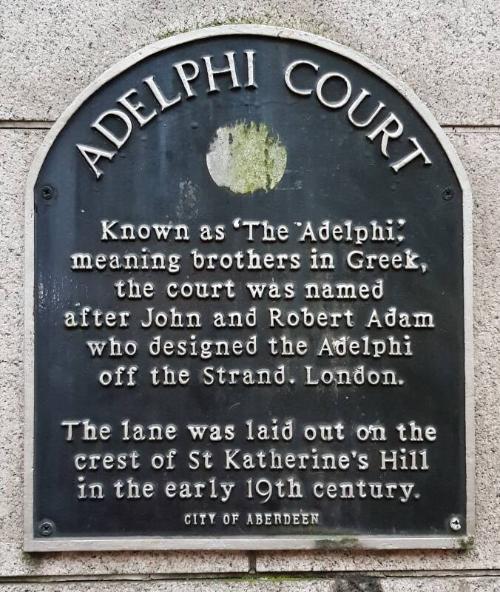 ADELPHI COURT
Known as 'The Adelphi',
meaning brothers in Greek,
the court was named
after John and Robert Adam
who designed the Adelphi
off the Strand. London.
The lane was laid out on the
crest of St Katherine's Hill
in the early 19th century.
CITY OF ABERDEEN